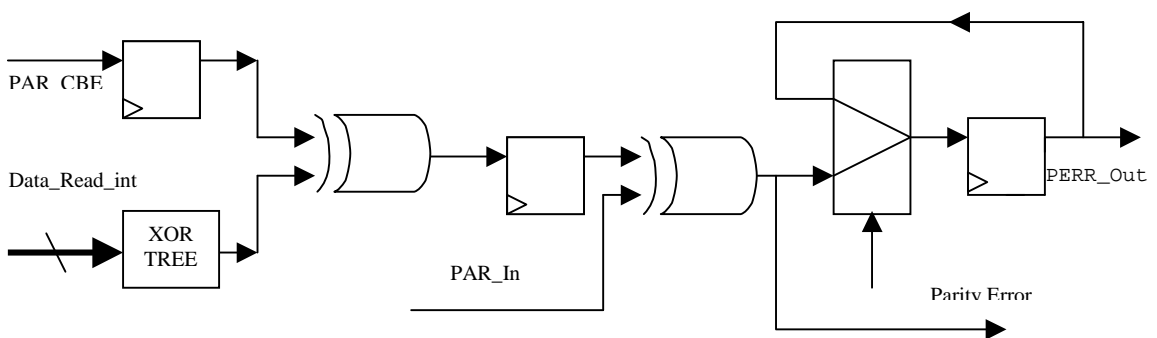 PAR_CBE
Data_Read_int
XOR
TREE
PAR_In
PERR_Out
Parity Error